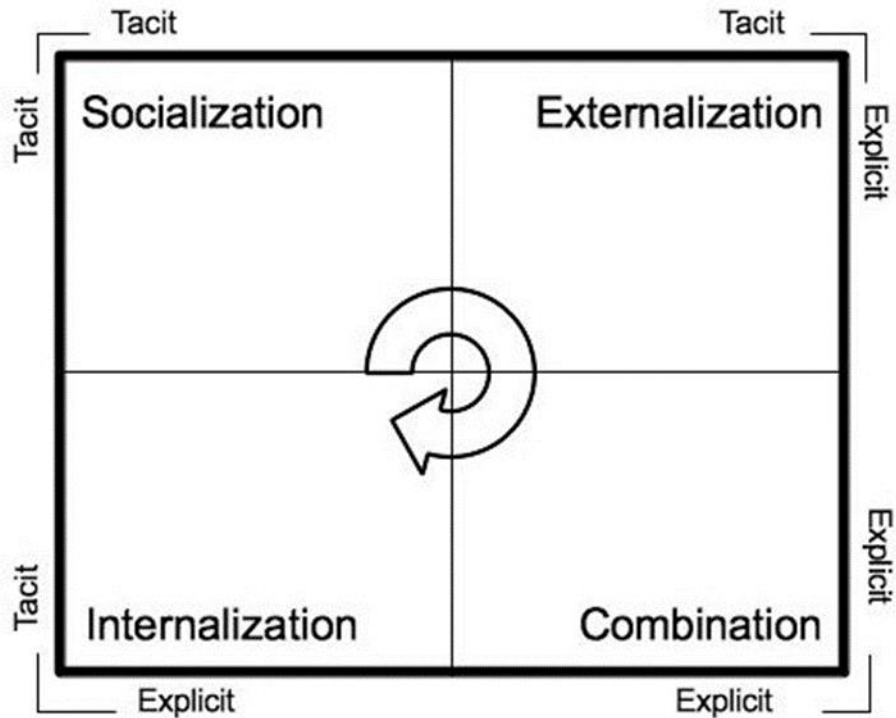 Tacit
Tacit
Tacit
Explicit
Socialization
Externalization
Internalization
Combination
Tacit
Explicit
Explicit
Explicit